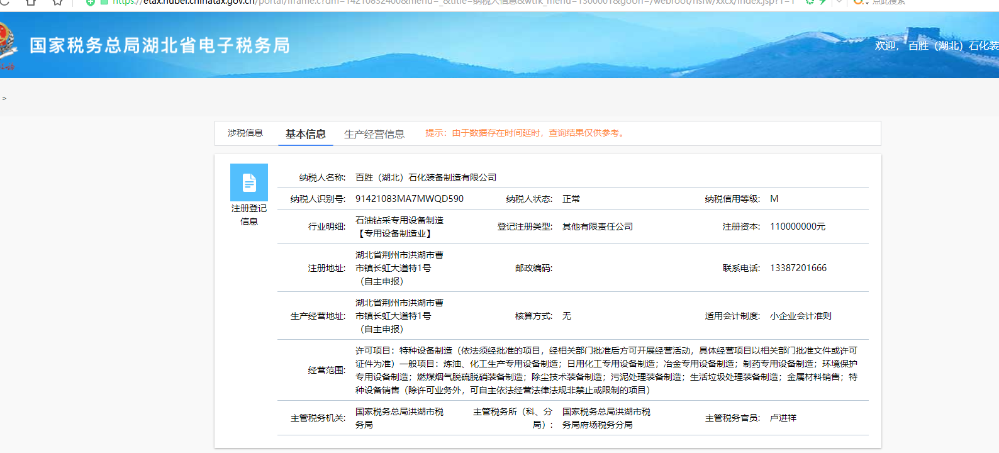 国家税务总局湖北省电子税务局
欢迎， 百胜（湖北）石化装
>
涉税信息 基本信息 生产经营信息 提示：由于数据存在时间延时，查询结果仅供参考。
注册登记
信息
纳税人名称: 百胜（湖北）石化装备制造有限公司
纳税人识别号: 91421083MA7MWQD590 纳税人状态: 正常 纳税信用等级: M
行业明细: 石油钻采专用设备制造
【专用设备制造业】
登记注册类型: 其他有限责任公司 注册资本: 110000000元
注册地址: 湖北省荆州市洪湖市曹
市镇长虹大道特1号
（自主申报）
邮政编码: 联系电话: 13387201666
生产经营地址: 湖北省荆州市洪湖市曹
市镇长虹大道特1号
（自主申报）
核算方式: 无 适用会计制度: 小企业会计准则
经营范围: 许可项目：特种设备制造（依法须经批准的项目，经相关部门批准后方可开展经营活动，具体经营项目以相关部门批准文件或许可
证件为准）一般项目：炼油、化工生产专用设备制造；日用化工专用设备制造；冶金专用设备制造；制药专用设备制造；环境保护
专用设备制造；燃煤烟气脱硫脱硝装备制造；除尘技术装备制造；污泥处理装备制造；生活垃圾处理装备制造；金属材料销售；特
种设备销售（除许可业务外，可自主依法经营法律法规非禁止或限制的项目）
主管税务机关: 国家税务总局洪湖市税
务局
主管税务所（科、分
局）: 国家税务总局洪湖市税
务局府场税务分局
主管税务官员: 卢进祥